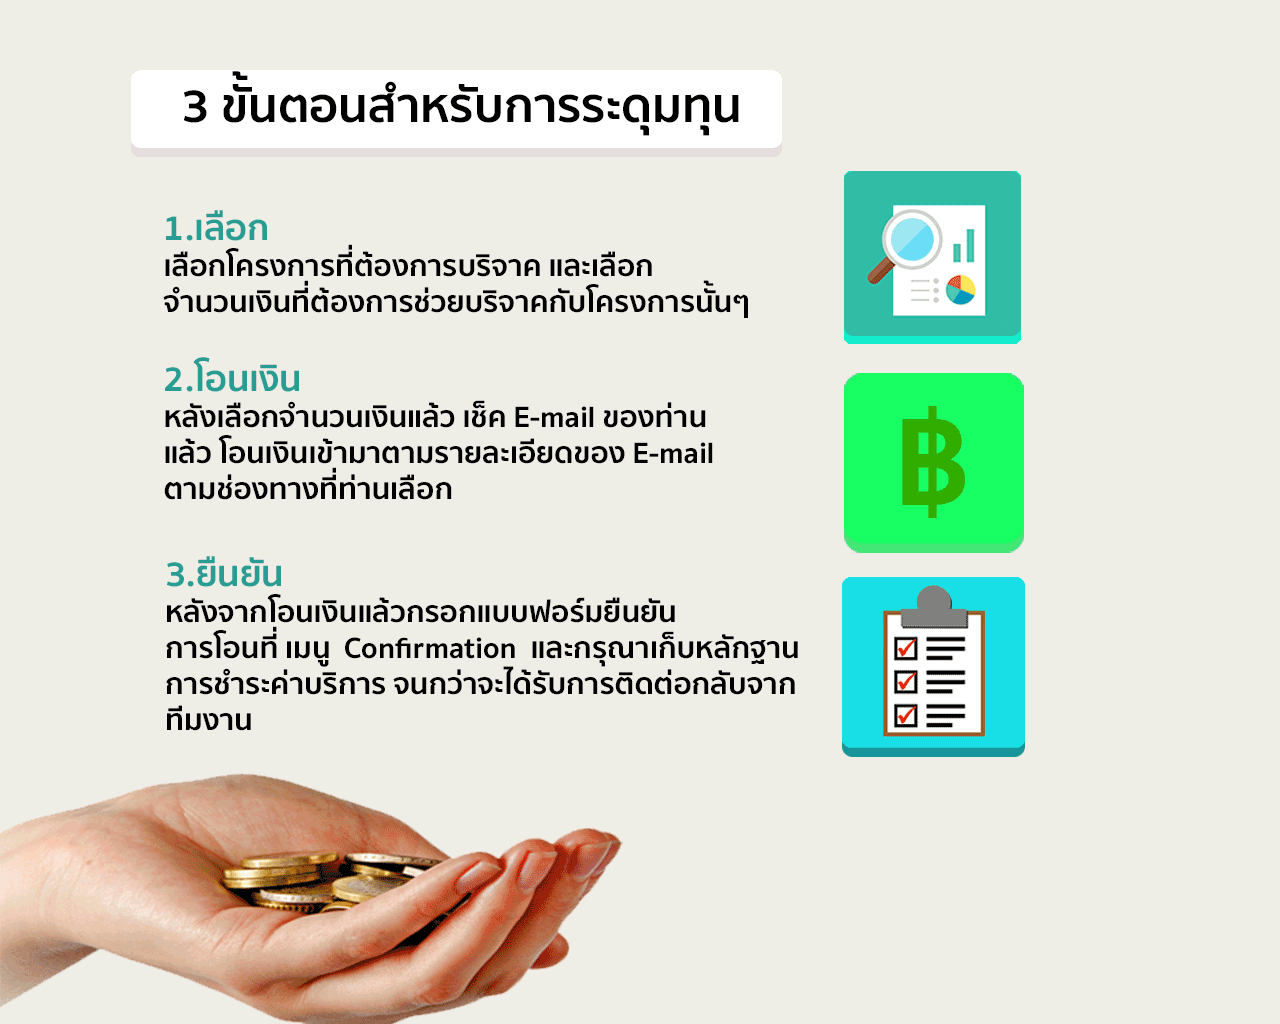 3 ขั้นตอนสำหรับการระดุมทุน
1.เลือก
เลือกโครงการที่ต้องการบริจาค และเลือก
จำนวนเงินที่ต้องการช่วยบริจาคกับโครงการนั้นๆ
2.โอนเงิน
หลังเลือกจำนวนเงินแล้ว เช็ค E-mail ของท่าน
แล้ว โอนเงินเข้ามาตามรายละเอียดของ E-mail
ตามช่องทางที่ท่านเลือก
3.ยืนยัน
หลังจากโอนเงินแล้วกรอกแบบฟอร์มยืนยัน
การโอนที่ เมนู Confirmation และกรุณาเก็บหลักฐาน
การชำระค่าบริการ จนกว่าจะได้รับการติดต่อกลับจาก
ทีมงาน
฿